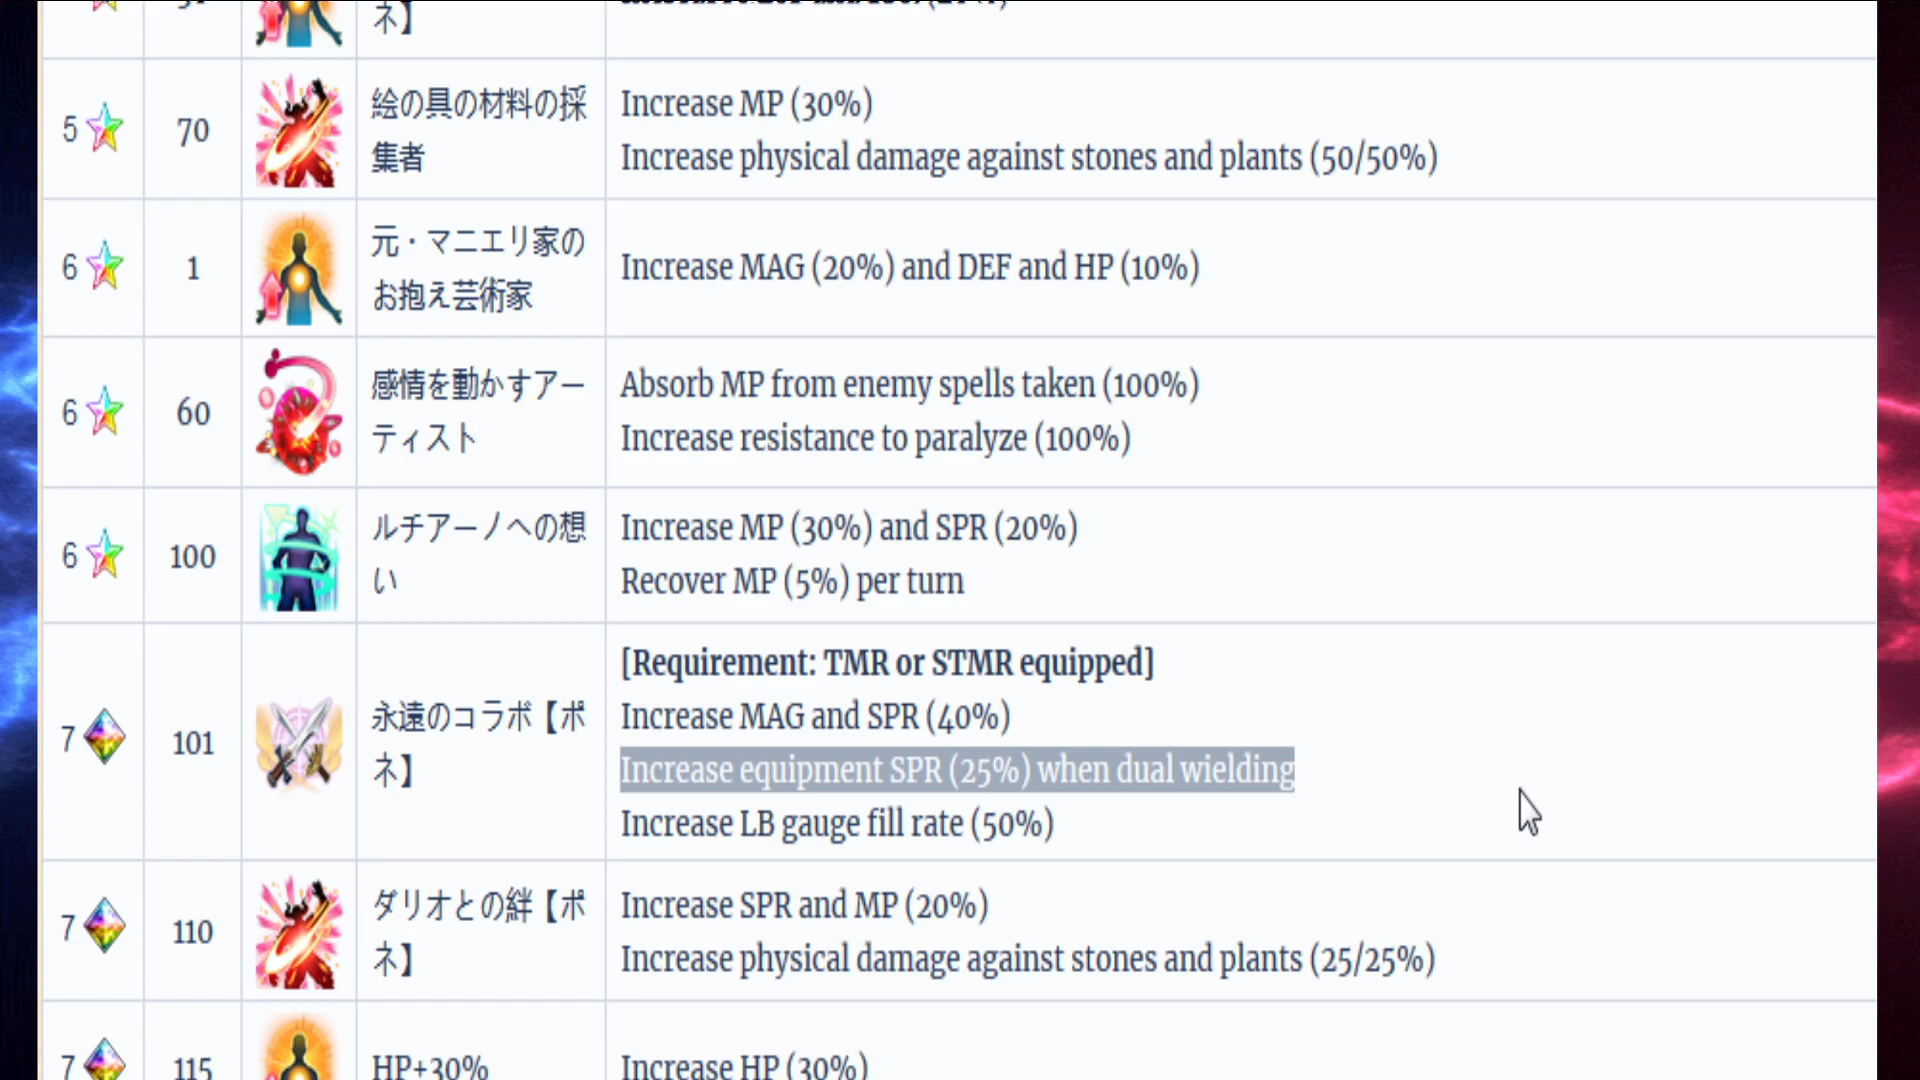 ネ】
5 70 絵の具の材料の採
集者
Increase MP (30%)
Increase physical damage against stones and plants (50/50%)
6 1 元・マニエリ家の
お抱え芸術家
Increase MAG (20%) and DEF and HP (10%)
6 60 感情を動かすアー
ティスト
Absorb MP from enemy spells taken (100%)
Increase resistance to paralyze (100%)
6 100 ルチアーノへの想
い
Increase MP (30%) and SPR (20%)
Recover MP (5%) per turn
7 101 永遠のコラボ【ポ
ネ】
[Requirement: TMR or STMR equipped]
Increase MAG and SPR (40%)
Increase equipment SPR (25%) when dual wielding
Increase LB gauge fill rate (50%)
7 110 ダリオとの絆【ポ
ネ】
Increase SPR and MP (20%)
Increase physical damage against stones and plants (25/25%)
7 115 HP+30%
Increase HP (30%)